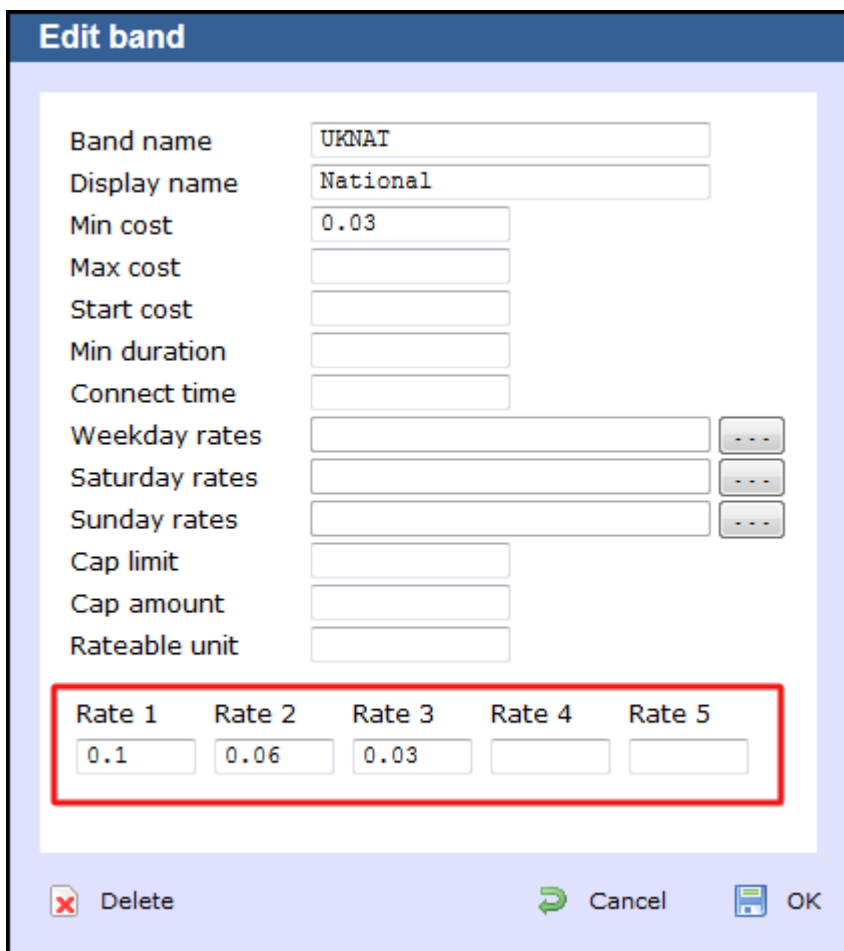 Edit band
Band name UKNAT
Display name National
Min cost 0.03
Max cost
Start cost
Min duration
Connect time
Weekday rates ...
Saturday rates ...
Sunday rates ...
Cap limit
Cap amount
Rateable unit
Rate 1 Rate 2 Rate 3 Rate 4 Rate 5
0.1 0.06 0.03
Delete Cancel OK